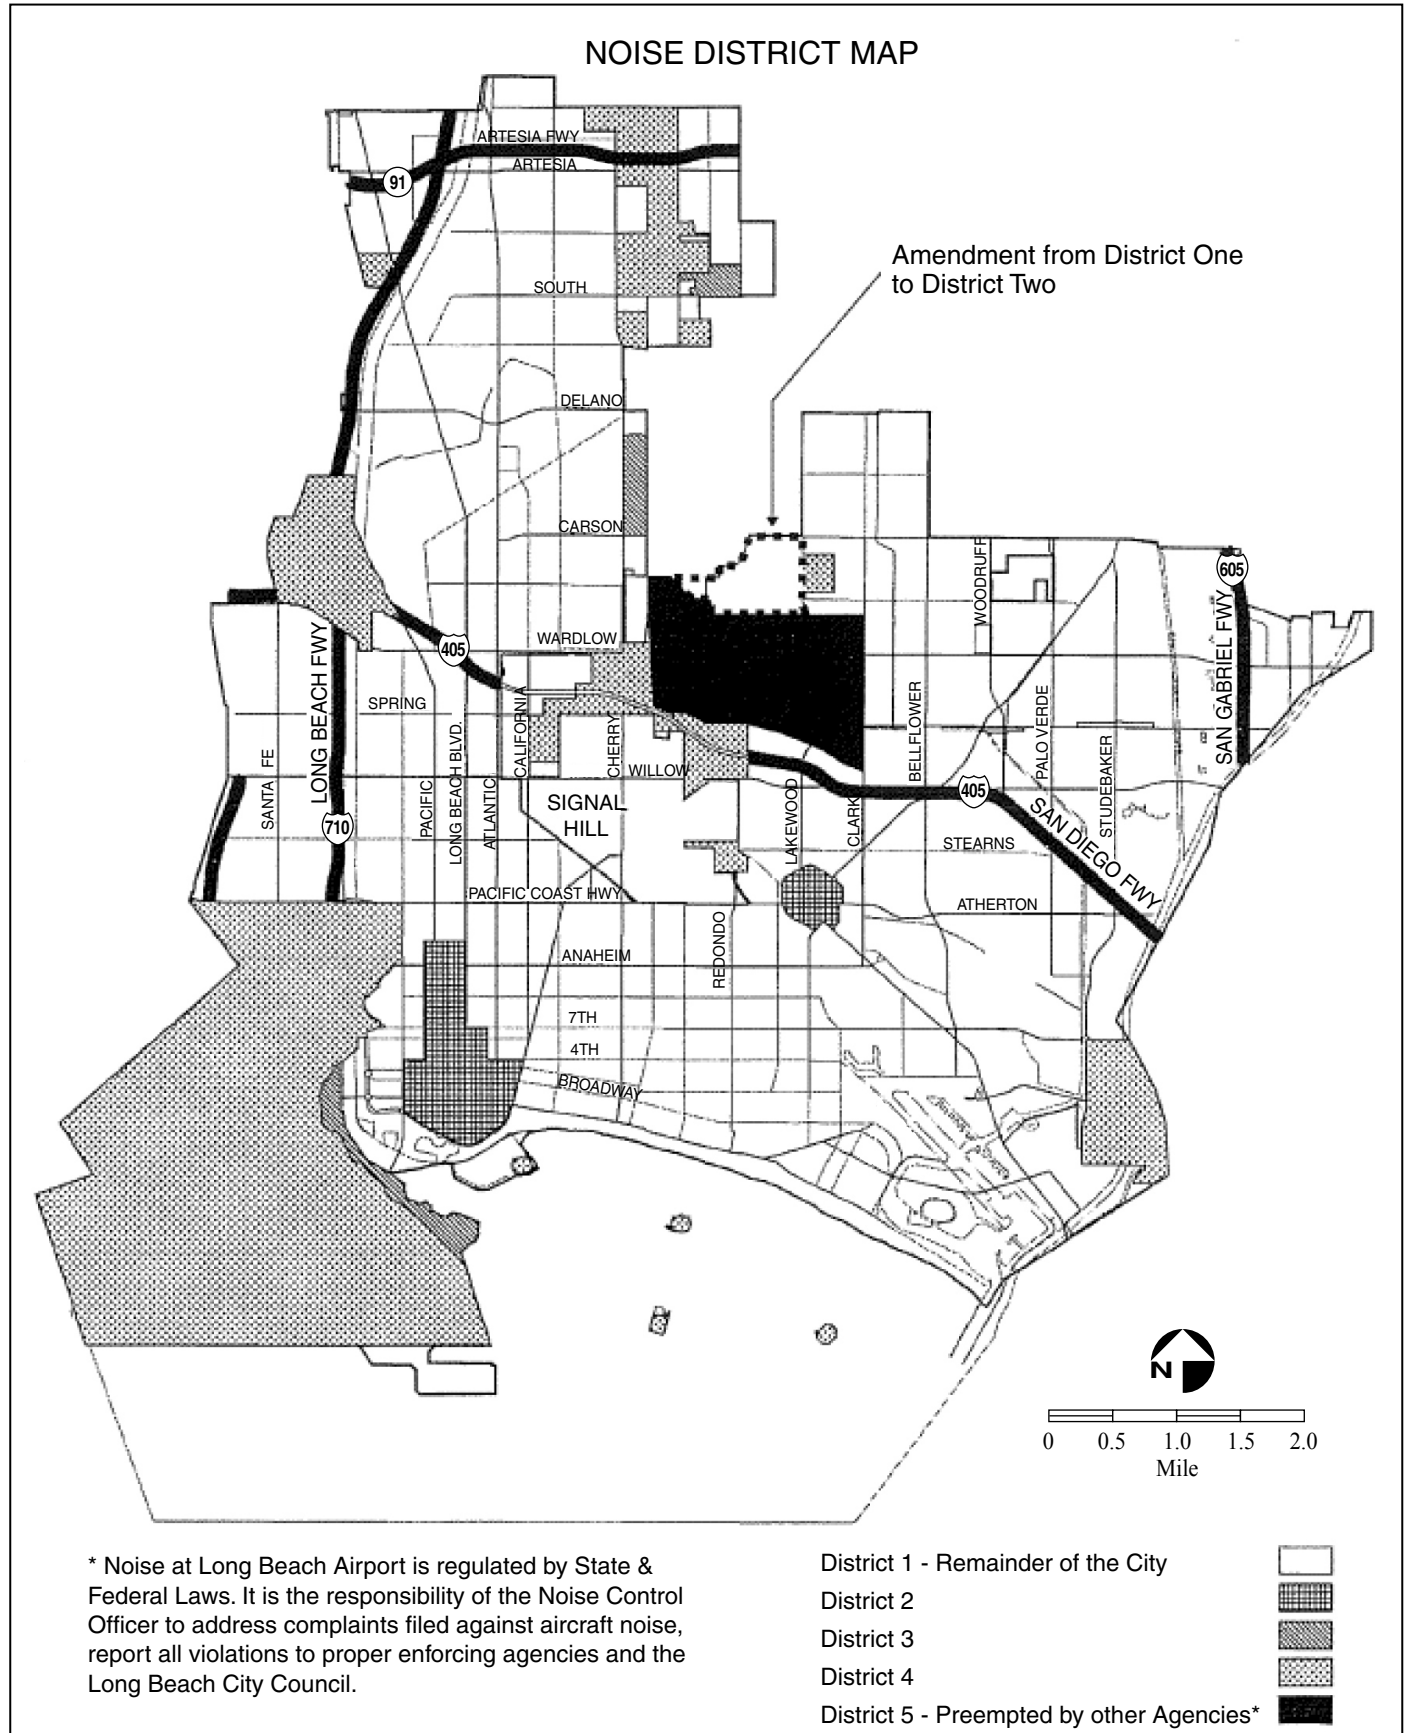 NOISE DISTRICT MAP
ARTESIA FWY
ARTESIA
91
Amendment from District One
to District Two
SOUTH
DELANO
CARSON
WOODRUFF
605
WARDLOW
405
LONG BEACH FWY
SAN GABRIEL FWY
SPRING
SANTA FE
PACIFIC
LONG BEACH BLVD.
ATLANTIC
CALIFORNIA
CHERRY
WILLOW
BELLFLOWER
PALO VERDE
STUDEBAKER
LAKEWOOD
CLARK
405
SAN DIEGO FWY
SIGNAL
HILL
710
STEARNS
PACIFIC COAST HWY
ATHERTON
REDONDO
ANAHEIM
7TH
4TH
BROADWAY
N
0 0.5 1.0 1.5 2.0
Mile
* Noise at Long Beach Airport is regulated by State &
Federal Laws. It is the responsibility of the Noise Control
Officer to address complaints filed against aircraft noise,
report all violations to proper enforcing agencies and the
Long Beach City Council.
District 1 - Remainder of the City
District 2
District 3
District 4
District 5 - Preempted by other Agencies*